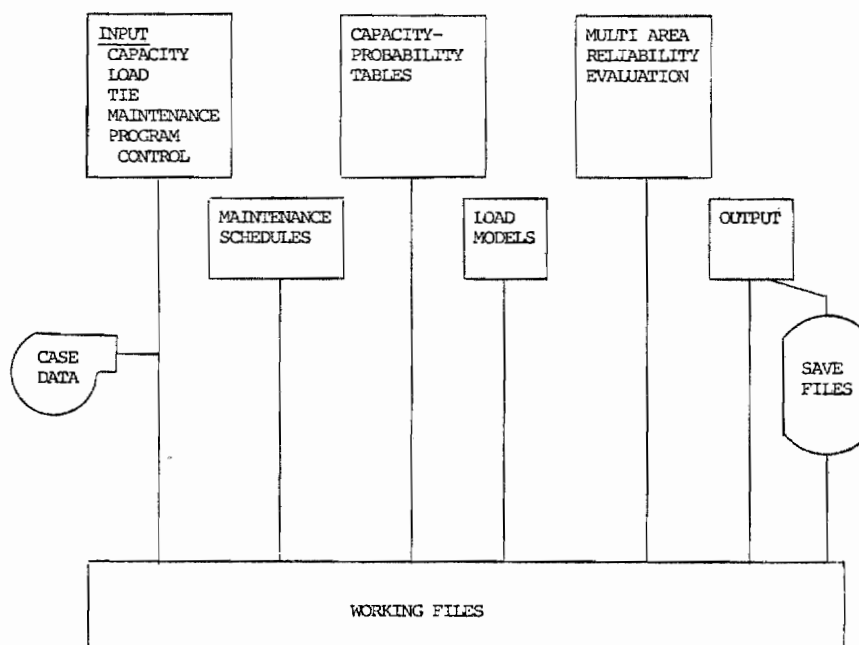 INPUT
CAPACITY
LOAD
TIE
MAINTENANCE
PROGRAM
CONTROL
CAPACITY-
PROBABILITY
TABLES
MULTI AREA
RELIABILITY
EVALUATION
MAINTENANCE
SCHEDULES
LOAD
MODELS
OUTPUT
CASE
DATA
SAVE
FILES
WORKING FILES